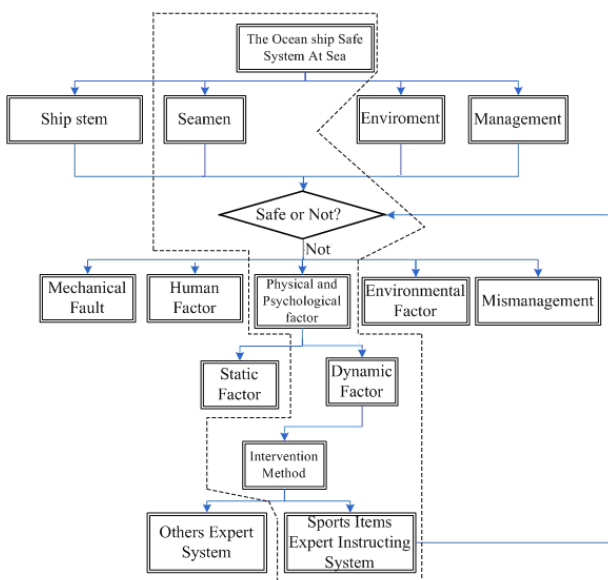 The Ocean ship Safe
System At Sea
Ship stem
Seamen
Enviroment
Management
Safe or Not?
Not
Mechanical
Fault
Human
Factor
Physical and
Psychological
factor
Environmental
Factor
Mismanagement
Static
Factor
Dynamic
Factor
Intervention
Method
Others Expert
System
Sports Items
Expert Instructing
System